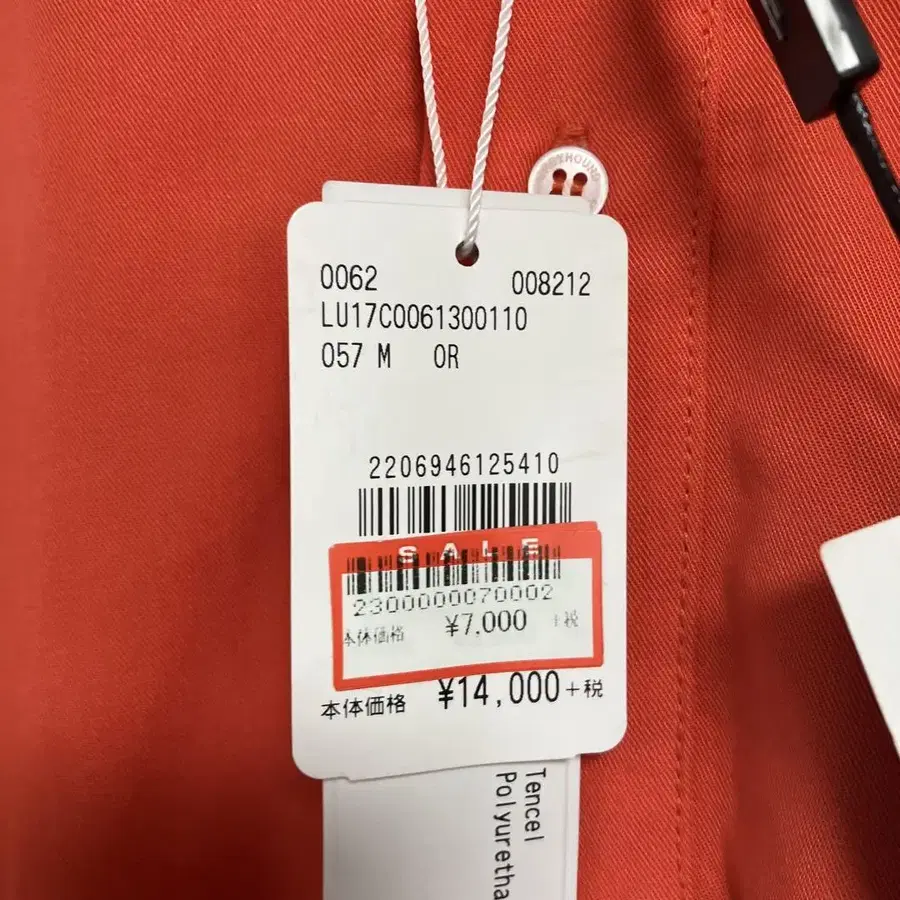 0062 008212
LU17C0061300110
057 M OR
2206946125410
SALE
2300000070002
本体価格 ¥7,000 +税
本体価格 ¥14,000+税
Tencel
Polyuretha